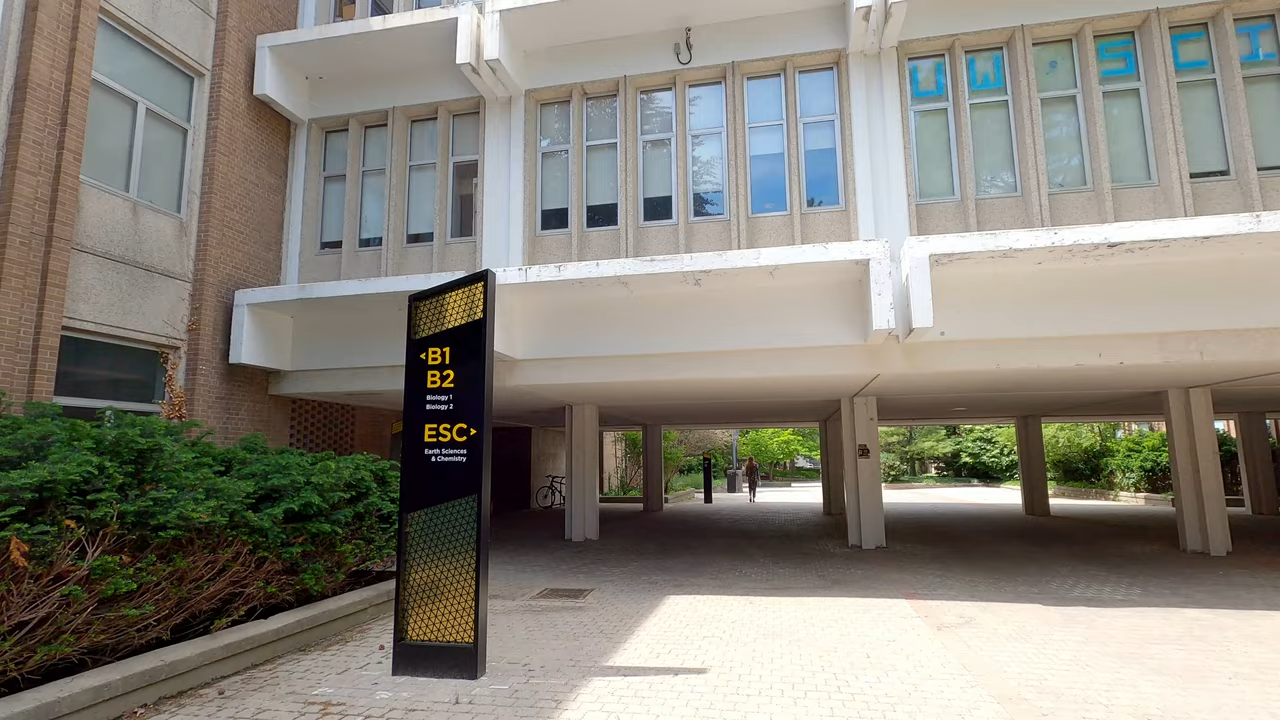 UW SCI
<B1
B2
Biology 1
Biology 2
ESC>
Earth Sciences
& Chemistry